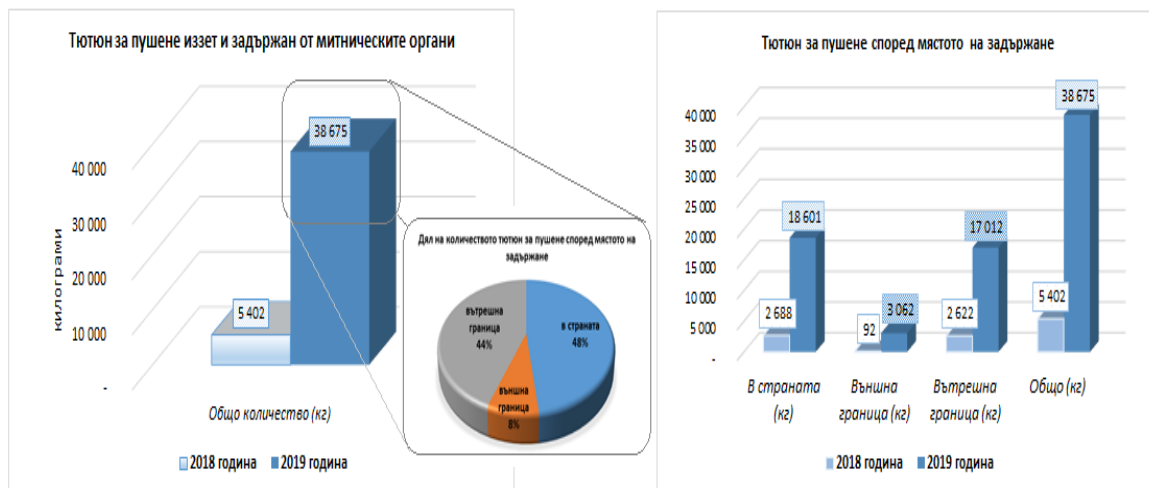 Тютюн за пушене иззет и задържан от митническите органи
40 000
30 000
20 000
10 000
-
килограми
38 675
5 402
Общо количество (кг)
2018 година
2019 година
Дял на количеството тютюн за пушене според мястото на
задържане
вътрешна
граница
44%
в страната
48%
външна
граница
8%
Тютюн за пушене според мястото на задържане
40 000
35 000
30 000
25 000
20 000
15 000
10 000
5 000
-
2 688
18 601
92
3 062
2 622
17 012
5 402
38 675
В страната
(кг)
Външна
граница (кг)
Вътрешна
граница (кг)
Общо (кг)
2018 година
2019 година